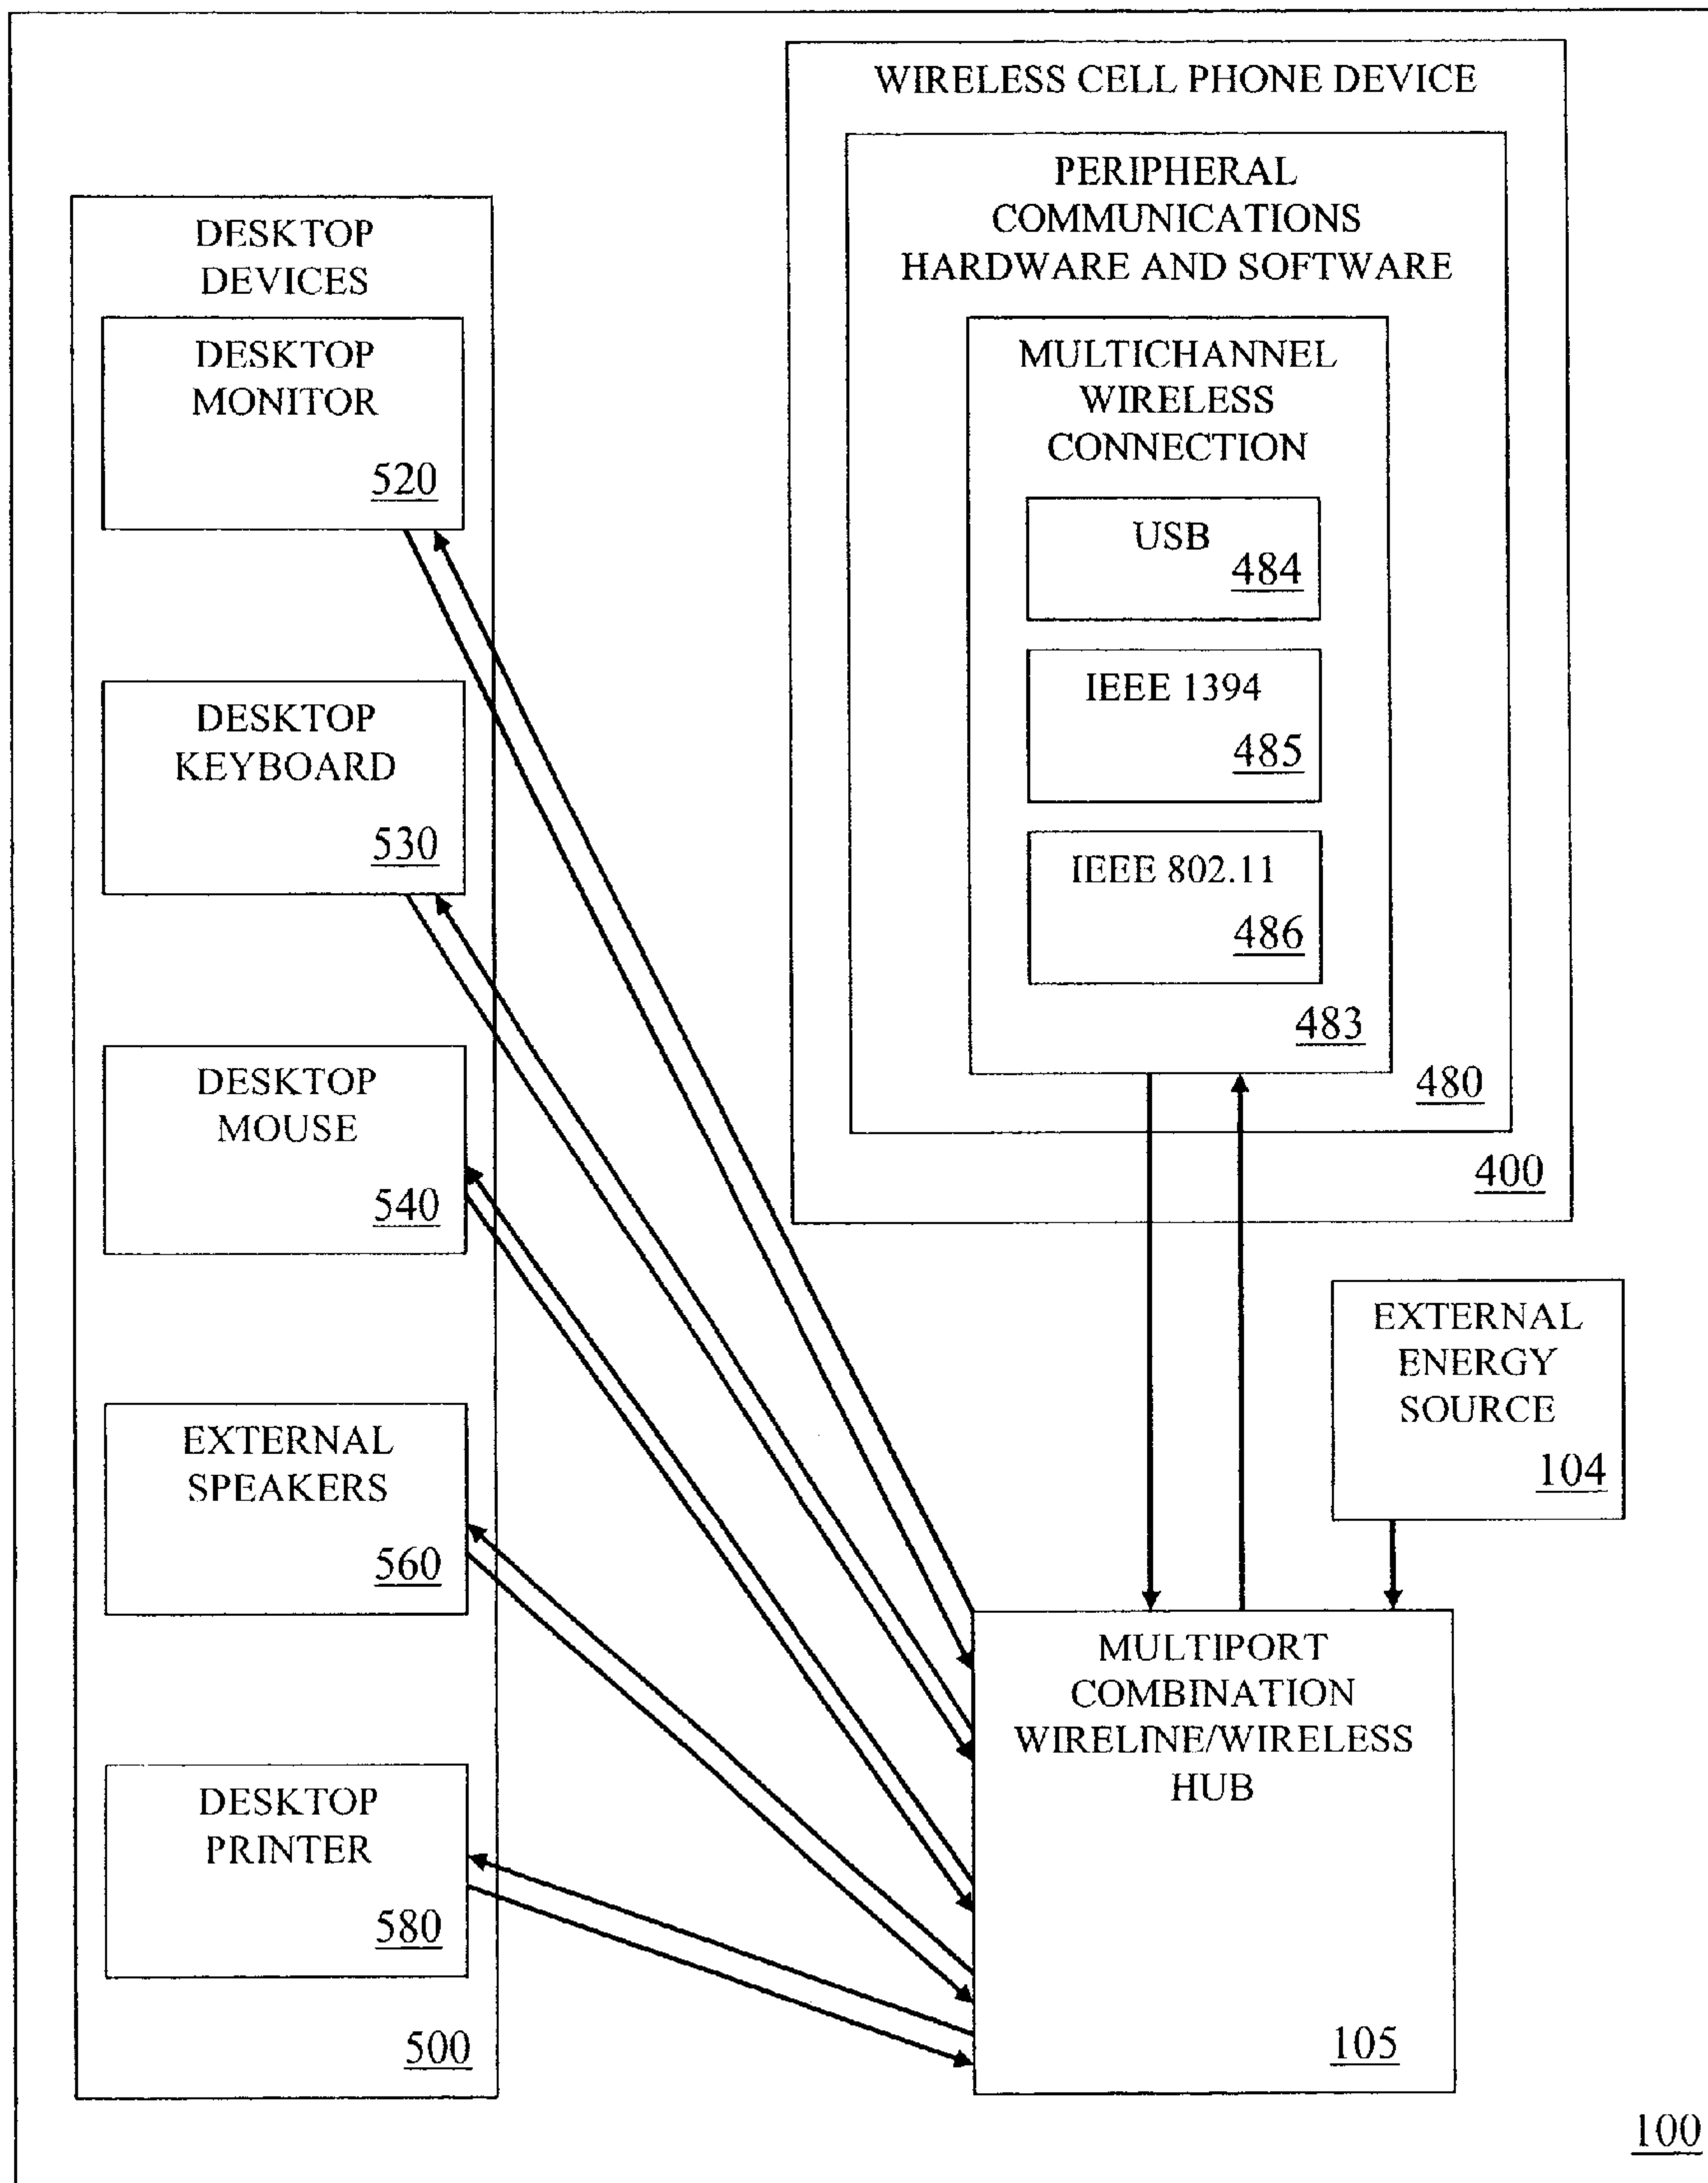 WIRELESS CELL PHONE DEVICE
PERIPHERAL
COMMUNICATIONS
HARDWARE AND SOFTWARE
MULTICHANNEL
WIRELESS
CONNECTION
USB
484
IEEE 1394
485
IEEE 802.11
486
483
480
400
DESKTOP
DEVICES
DESKTOP
MONITOR
520
DESKTOP
KEYBOARD
530
DESKTOP
MOUSE
540
EXTERNAL
SPEAKERS
560
DESKTOP
PRINTER
580
500
EXTERNAL
ENERGY
SOURCE
104
MULTIPORT
COMBINATION
WIRELINE/WIRELESS
HUB
105
100